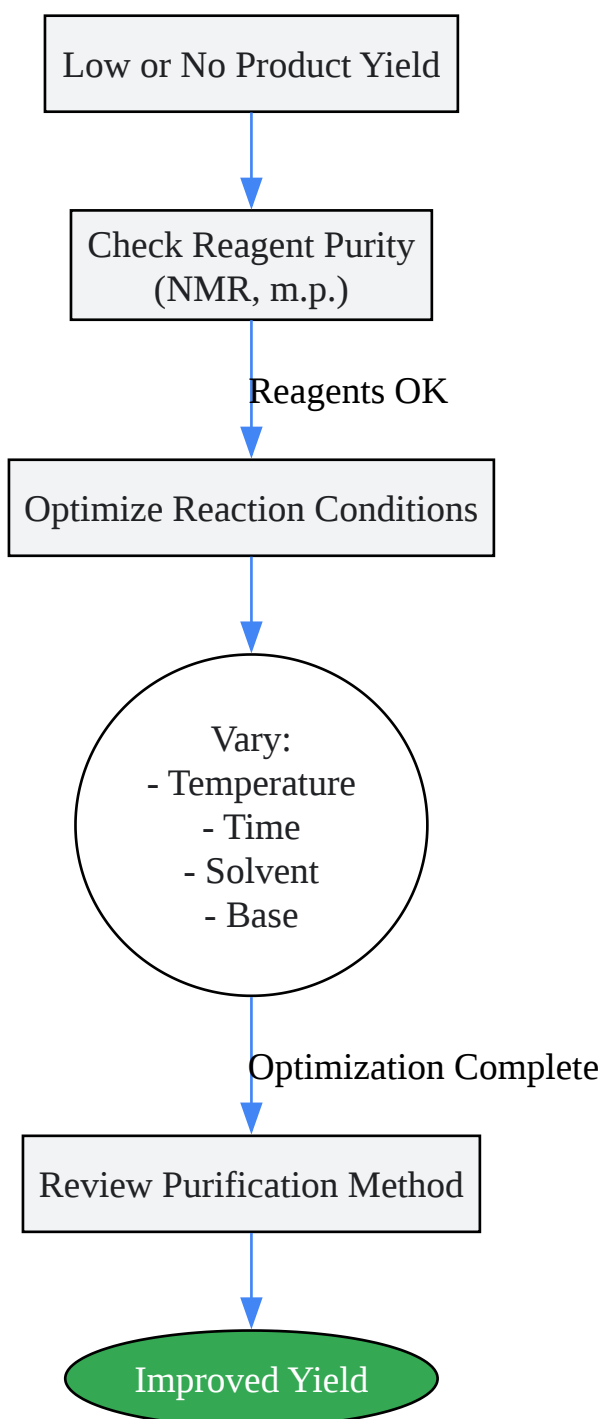 Low or No Product Yield
Check Reagent Purity
(NMR, m.p.)
Reagents OK
Optimize Reaction Conditions
Vary:
- Temperature
- Time
- Solvent
- Base
Optimization Complete
Review Purification Method
Improved Yield